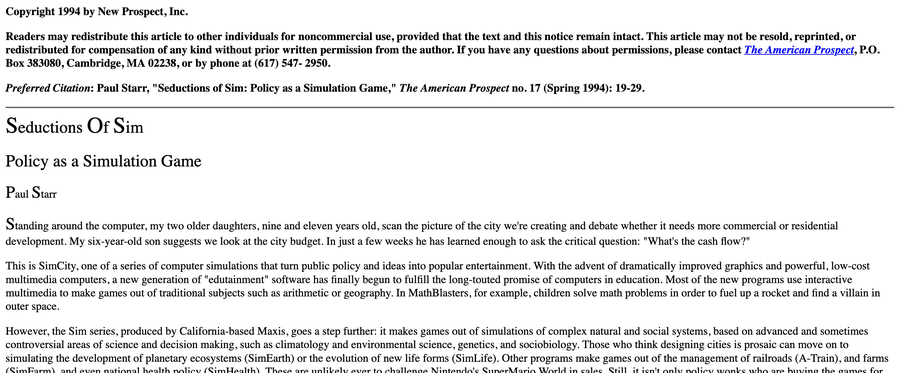 Copyright 1994 by New Prospect, Inc.
Readers may redistribute this article to other individuals for noncommercial use, provided that the text and this notice remain intact. This article may not be resold, reprinted, or
redistributed for compensation of any kind without prior written permission from the author. If you have any questions about permissions, please contact The American Prospect, P.O.
Box 383080, Cambridge, MA 02238, or by phone at (617) 547- 2950.
Preferred Citation: Paul Starr, "Seductions of Sim: Policy as a Simulation Game," The American Prospect no. 17 (Spring 1994): 19-29.
Seductions Of Sim
Policy as a Simulation Game
Paul Starr
Standing around the computer, my two older daughters, nine and eleven years old, scan the picture of the city we're creating and debate whether it needs more commercial or residential
development. My six-year-old son suggests we look at the city budget. In just a few weeks he has learned enough to ask the critical question: "What's the cash flow?"
This is SimCity, one of a series of computer simulations that turn public policy and ideas into popular entertainment. With the advent of dramatically improved graphics and powerful, low-cost
multimedia computers, a new generation of "edutainment" software has finally begun to fulfill the long-touted promise of computers in education. Most of the new programs use interactive
multimedia to make games out of traditional subjects such as arithmetic or geography. In MathBlasters, for example, children solve math problems in order to fuel up a rocket and find a villain in
outer space.
However, the Sim series, produced by California-based Maxis, goes a step further: it makes games out of simulations of complex natural and social systems, based on advanced and sometimes
controversial areas of science and decision making, such as climatology and environmental science, genetics, and sociobiology. Those who think designing cities is prosaic can move on to
simulating the development of planetary ecosystems (SimEarth) or the evolution of new life forms (SimLife). Other programs make games out of the management of railroads (A-Train), and farms
(SimFarm), and even national health policy (SimHealth). These are unlikely ever to challenge Nintendo's SuperMario World in sales. Still, it isn't only policy wonks who are buying the games for